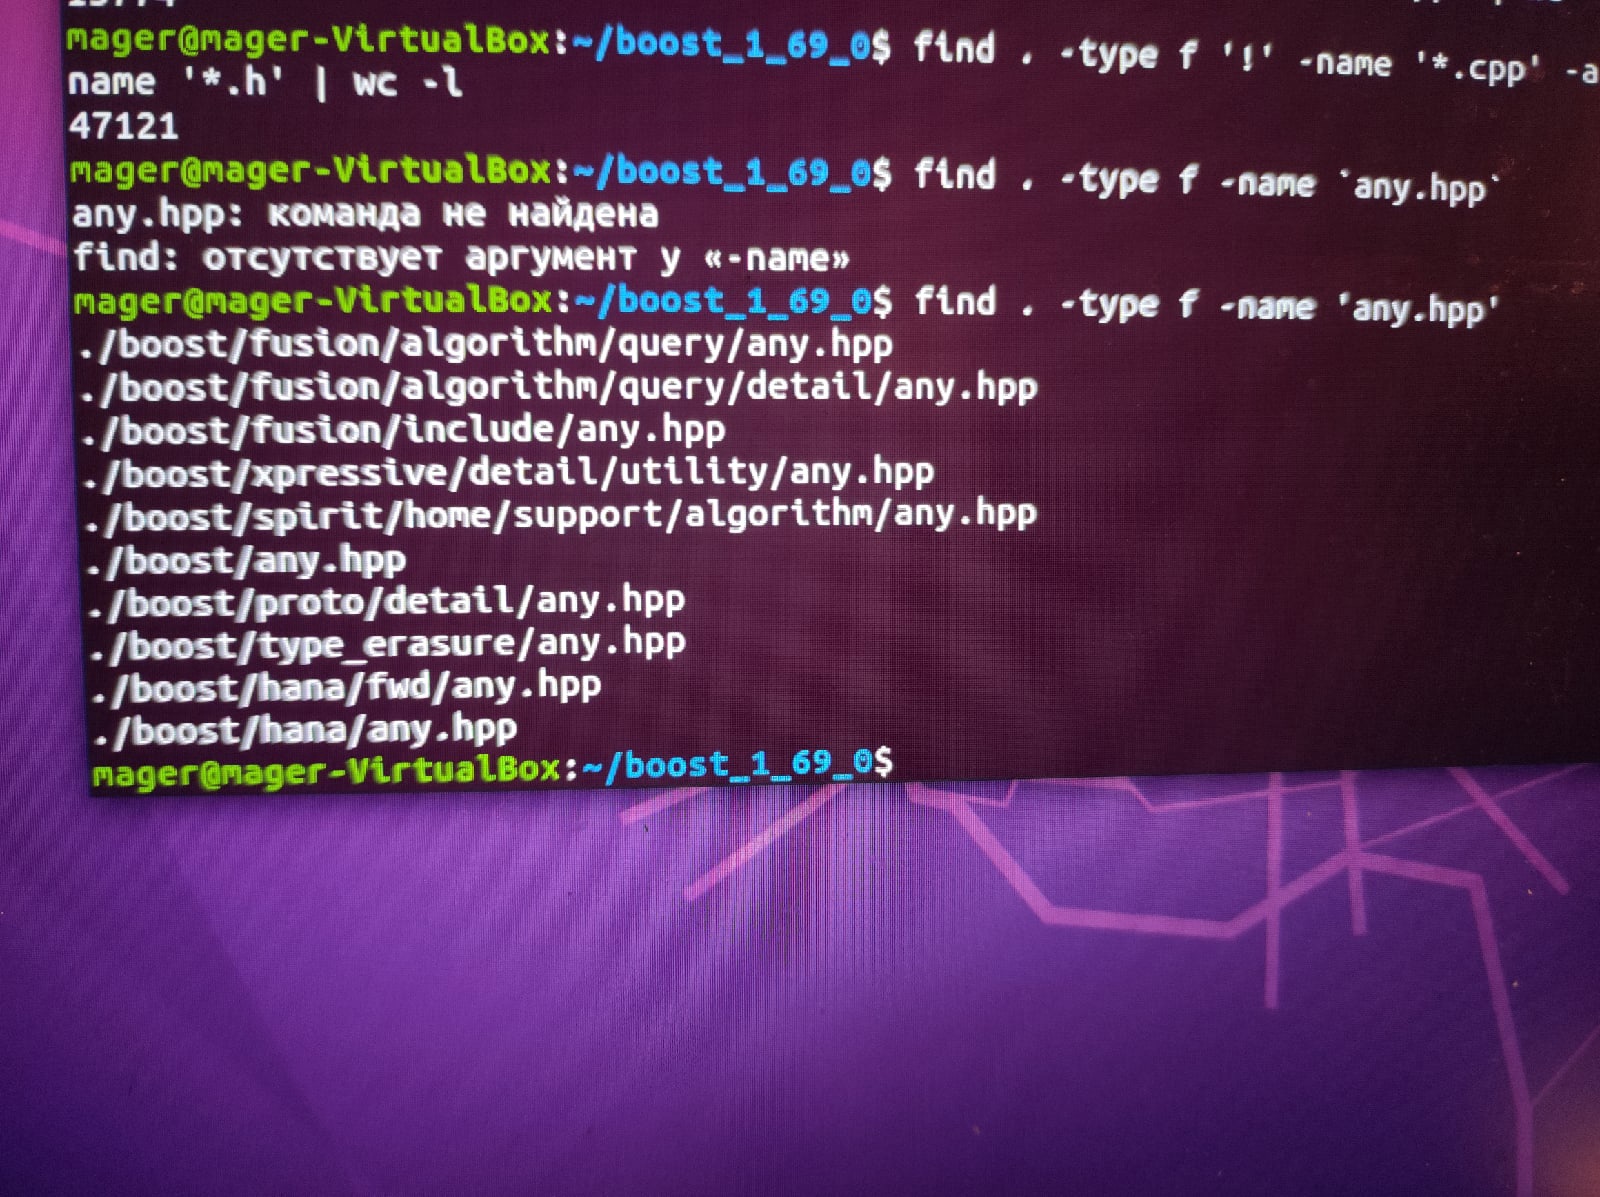 mager@mager-VirtualBox:~/boost_1_69_0$ find . -type f '!' -name '*.cpp' -a
name '*.h' | wc -l
47121
mager@mager-VirtualBox:~/boost_1_69_0$ find . -type f -name `any.hpp`
any.hpp: команда не найдена
find: отсутствует аргумент у «-name»
mager@mager-VirtualBox:~/boost_1_69_0$ find . -type f -name 'any.hpp'
./boost/fusion/algorithm/query/any.hpp
./boost/fusion/algorithm/query/detail/any.hpp
./boost/fusion/include/any.hpp
./boost/xpressive/detail/utility/any.hpp
./boost/spirit/home/support/algorithm/any.hpp
./boost/any.hpp
./boost/proto/detail/any.hpp
./boost/type_erasure/any.hpp
./boost/hana/fwd/any.hpp
./boost/hana/any.hpp
mager@mager-VirtualBox:~/boost_1_69_0$